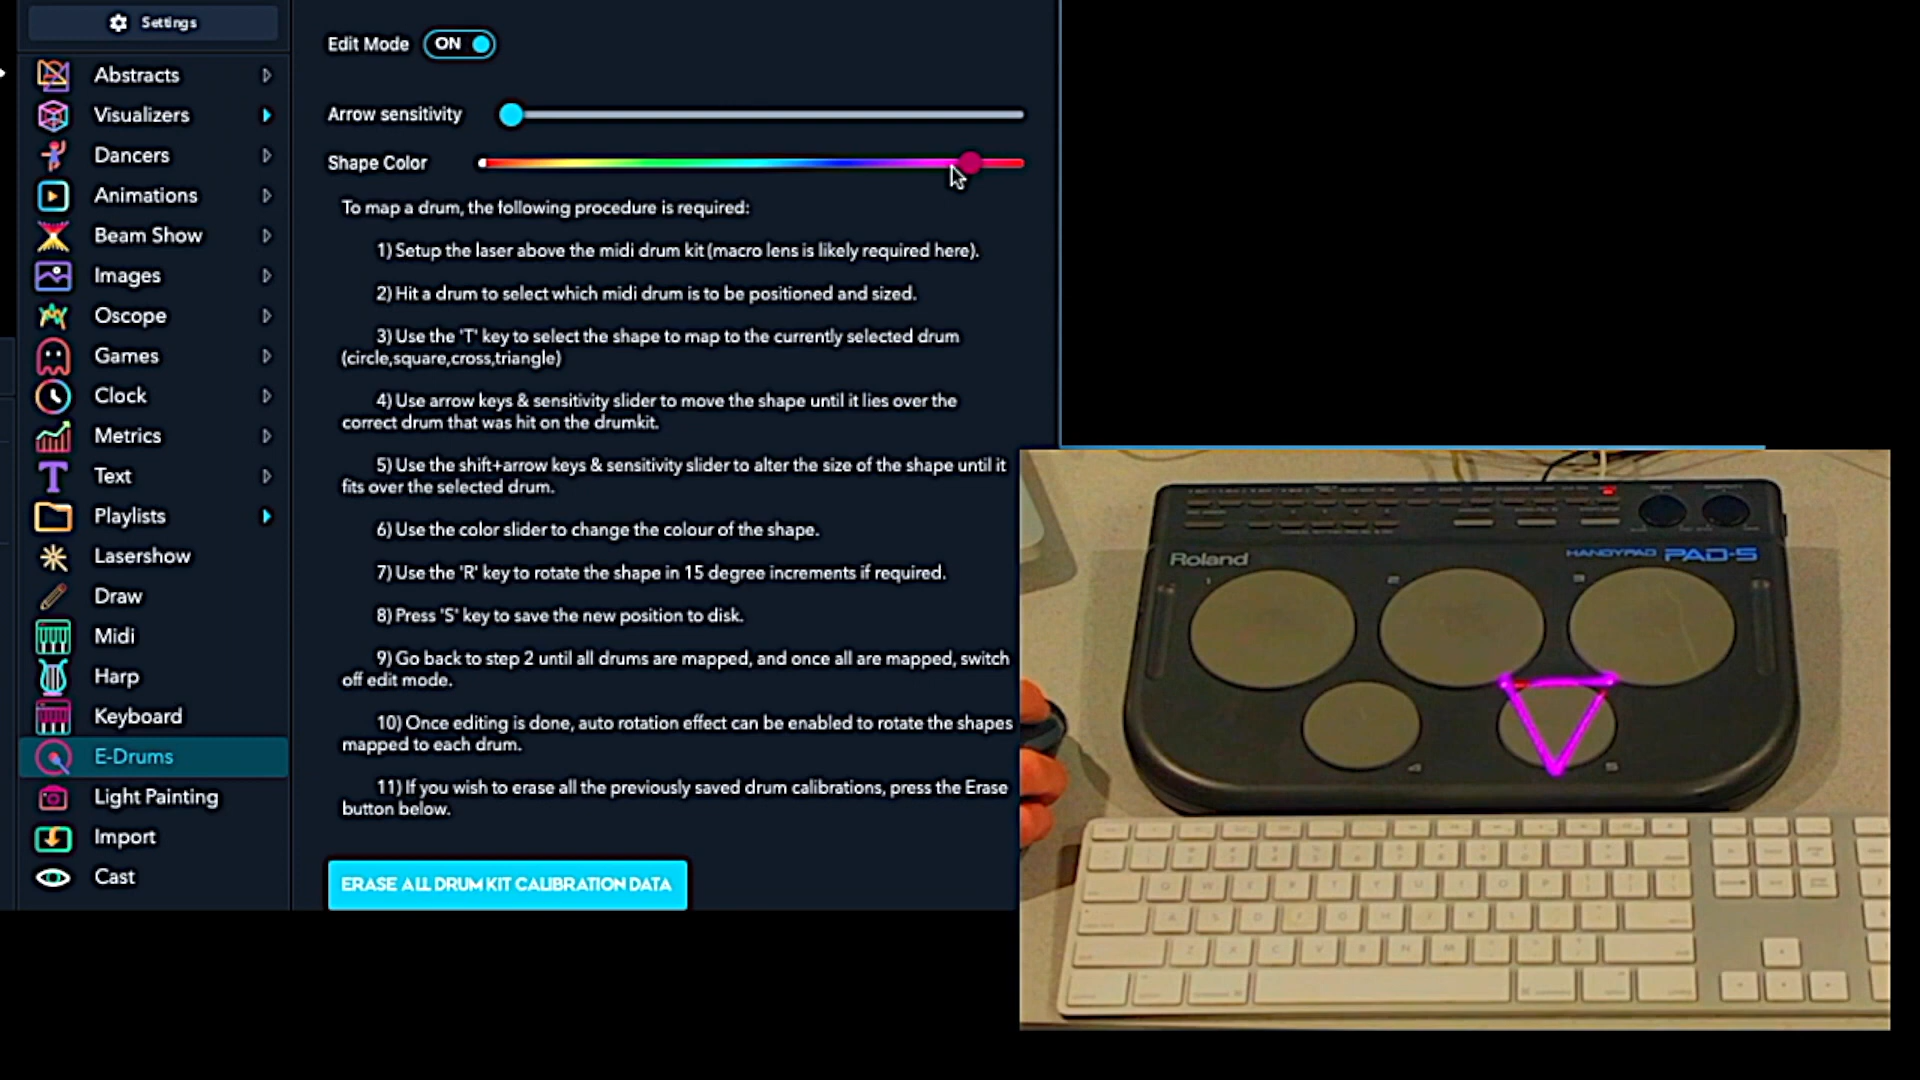 Settings
Abstracts
Visualizers
Dancers
Animations
Beam Show
Images
Oscope
Games
Clock
Metrics
Text
Playlists
Lasershow
Draw
Midi
Harp
Keyboard
E-Drums
Light Painting
Import
Cast
Edit Mode ON
Arrow sensitivity
Shape Color
To map a drum, the following procedure is required:
1) Setup the laser above the midi drum kit (macro lens is likely required here).
2) Hit a drum to select which midi drum is to be positioned and sized.
3) Use the 'T' key to select the shape to map to the currently selected drum
(circle,square,cross,triangle)
4) Use arrow keys & sensitivity slider to move the shape until it lies over the
correct drum that was hit on the drumkit.
5) Use the shift+arrow keys & sensitivity slider to alter the size of the shape until it
fits over the selected drum.
6) Use the color slider to change the colour of the shape.
7) Use the 'R' key to rotate the shape in 15 degree increments if required.
8) Press 'S' key to save the new position to disk.
9) Go back to step 2 until all drums are mapped, and once all are mapped, switch
off edit mode.
10) Once editing is done, auto rotation effect can be enabled to rotate the shapes
mapped to each drum.
11) If you wish to erase all the previously saved drum calibrations, press the Erase
button below.
ERASE ALL DRUM KIT CALIBRATION DATA
Roland
HANDYPAD PAD-5
1 2 3
4 5